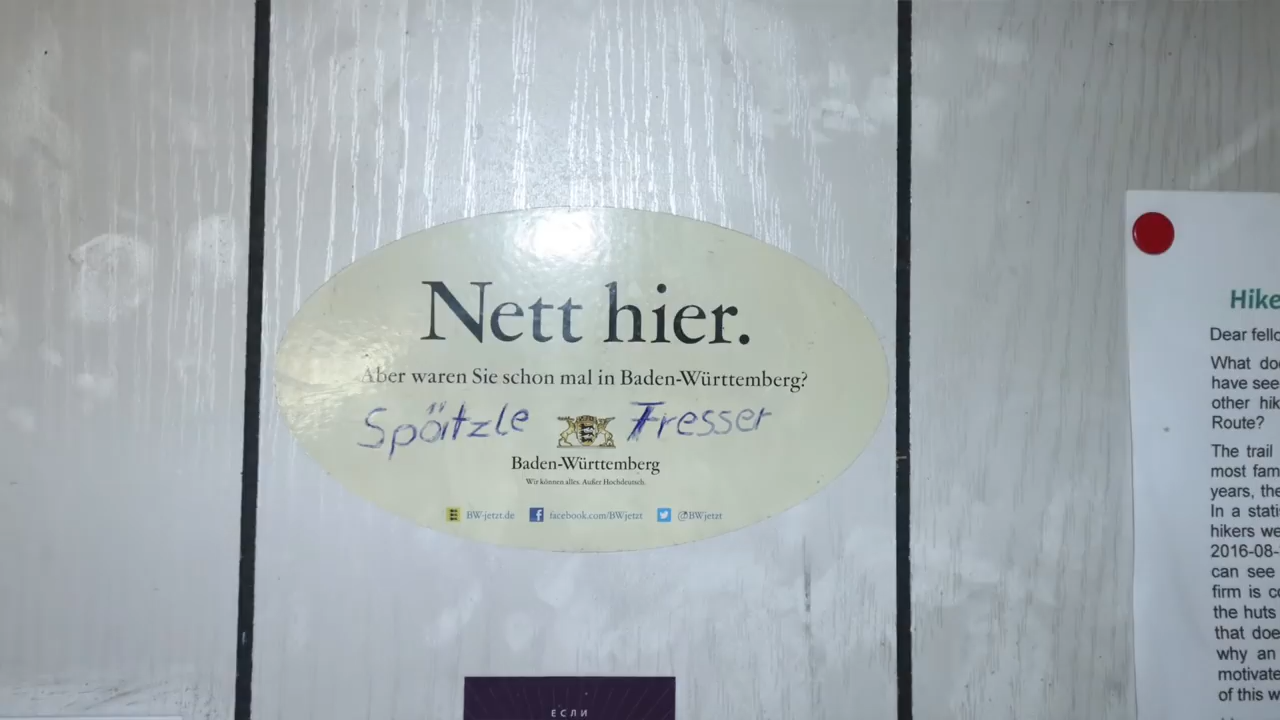 Nett hier.
Aber waren Sie schon mal in Baden-Württemberg?
Spätzle Fresser
Baden-Württemberg
Wir können alles. Außer Hochdeutsch.
BW-jetzt.de facebook.com/BWjetzt @BWjetzt
ЕСЛИ
Hike
Dear fello
What do
have see
other hik
Route?
The trail
most fam
years, the
In a stati
hikers we
2016-08-
can see
firm is co
the huts
that doe
why an
motivate
of this w